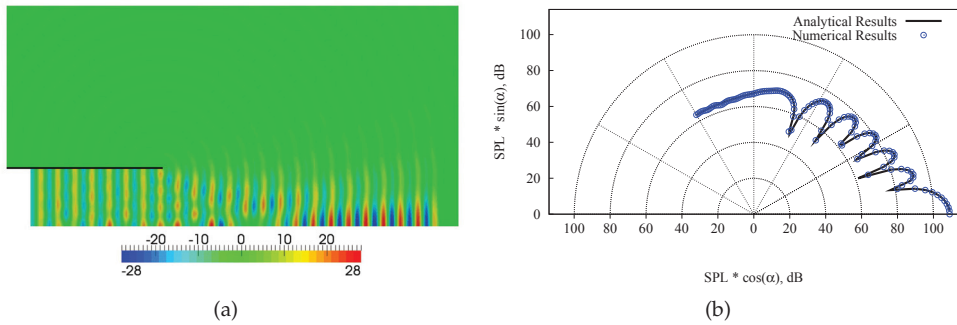 -20 -10 0 10 20
-28 28
(a)
Analytical Results
Numerical Results
SPL * sin(α), dB
100
80
60
40
20
0
100 80 60 40 20 0 20 40 60 80 100
SPL * cos(α), dB
(b)